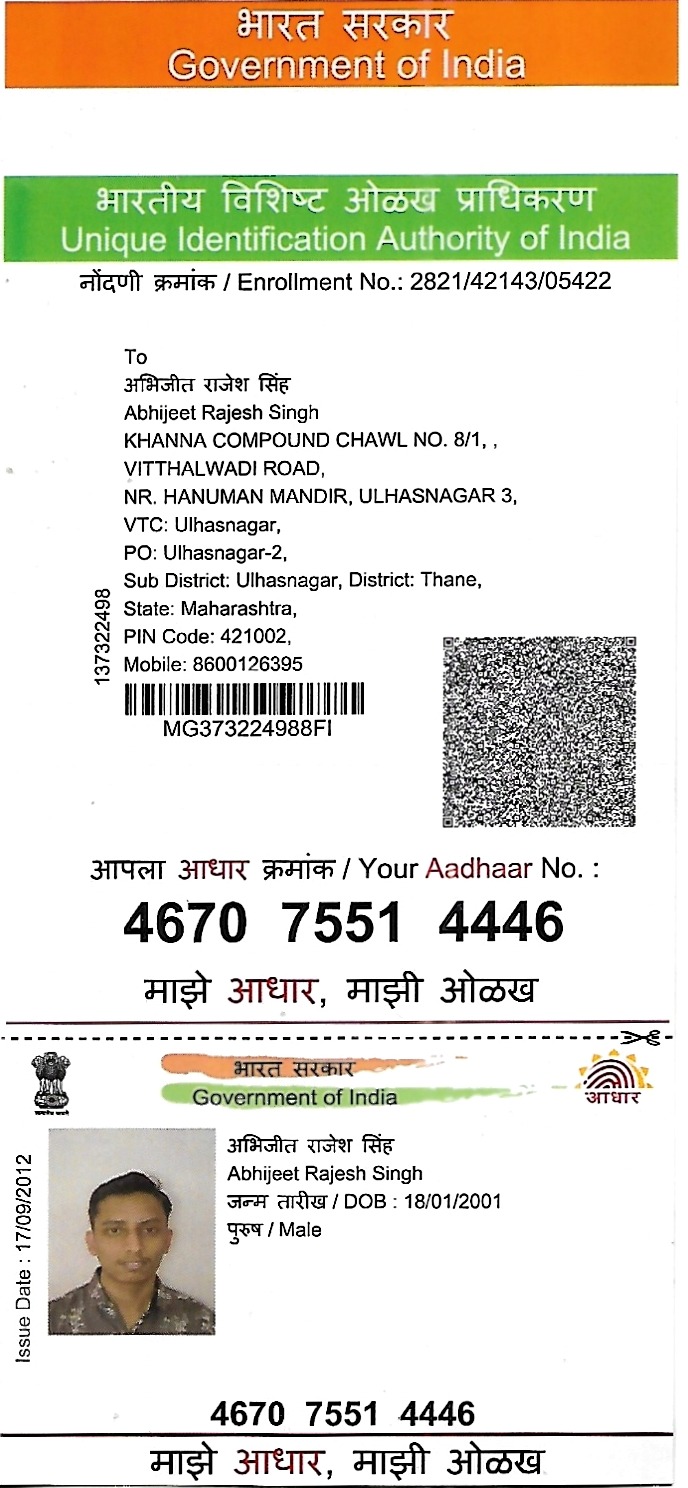 भारत सरकार
Government of India
भारतीय विशिष्ट ओळख प्राधिकरण
Unique Identification Authority of India
नोंदणी क्रमांक / Enrollment No.: 2821/42143/05422
To
अभिजीत राजेश सिंह
Abhijeet Rajesh Singh
KHANNA COMPOUND CHAWL NO. 8/1, ,
VITTHALWADI ROAD,
NR. HANUMAN MANDIR, ULHASNAGAR 3,
VTC: Ulhasnagar,
PO: Ulhasnagar-2,
Sub District: Ulhasnagar, District: Thane,
State: Maharashtra,
PIN Code: 421002,
Mobile: 8600126395
137322498
MG373224988FI
आपला आधार क्रमांक / Your Aadhaar No. :
4670 7551 4446
माझे आधार, माझी ओळख
भारत सरकार
Government of India
आधार
अभिजीत राजेश सिंह
Abhijeet Rajesh Singh
जन्म तारीख / DOB : 18/01/2001
पुरुष / Male
Issue Date : 17/09/2012
4670 7551 4446
माझे आधार, माझी ओळख